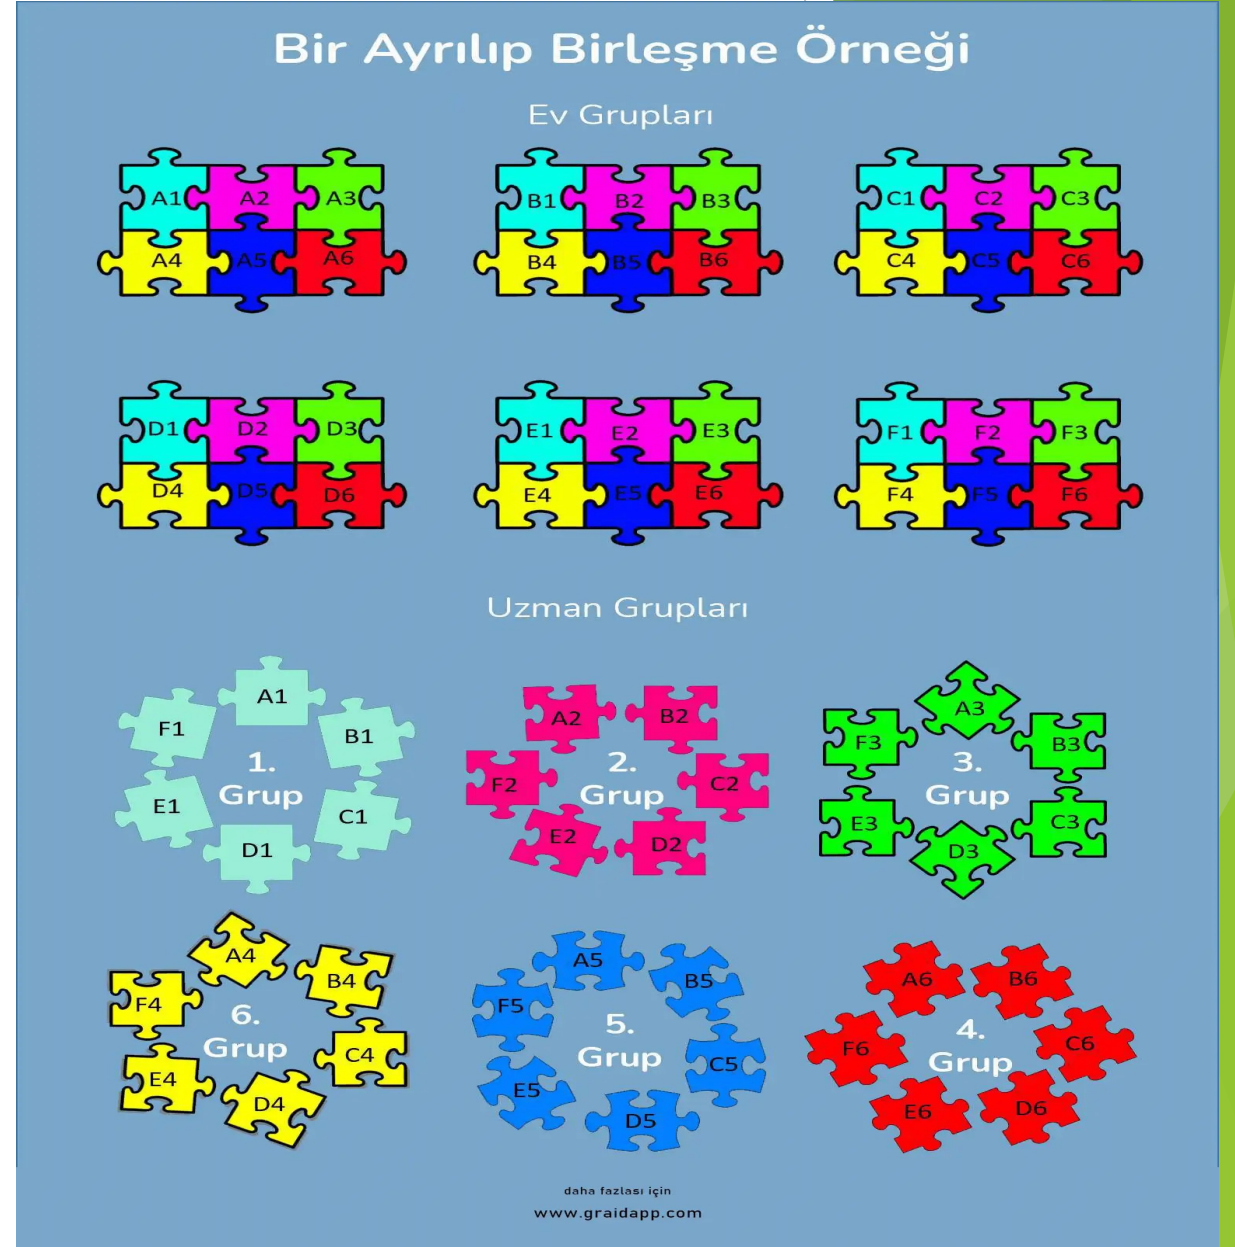 Bir Ayrılıp Birleşme Örneği
Ev Grupları
A1 A2 A3
A4 A5 A6
B1 B2 B3
B4 B5 B6
C1 C2 C3
C4 C5 C6
D1 D2 D3
D4 D5 D6
E1 E2 E3
E4 E5 E6
F1 F2 F3
F4 F5 F6
Uzman Grupları
A1
F1
B1
1.
Grup
E1
C1
D1
A2
B2
2.
Grup
F2
C2
E2
D2
A3
F3
B3
3.
Grup
E3
C3
D3
A4
B4
F4
6.
Grup
C4
E4
D4
A5
B5
F5
5.
Grup
C5
E5
D5
A6
B6
4.
Grup
F6
C6
E6
D6
daha fazlası için
www.graidapp.com